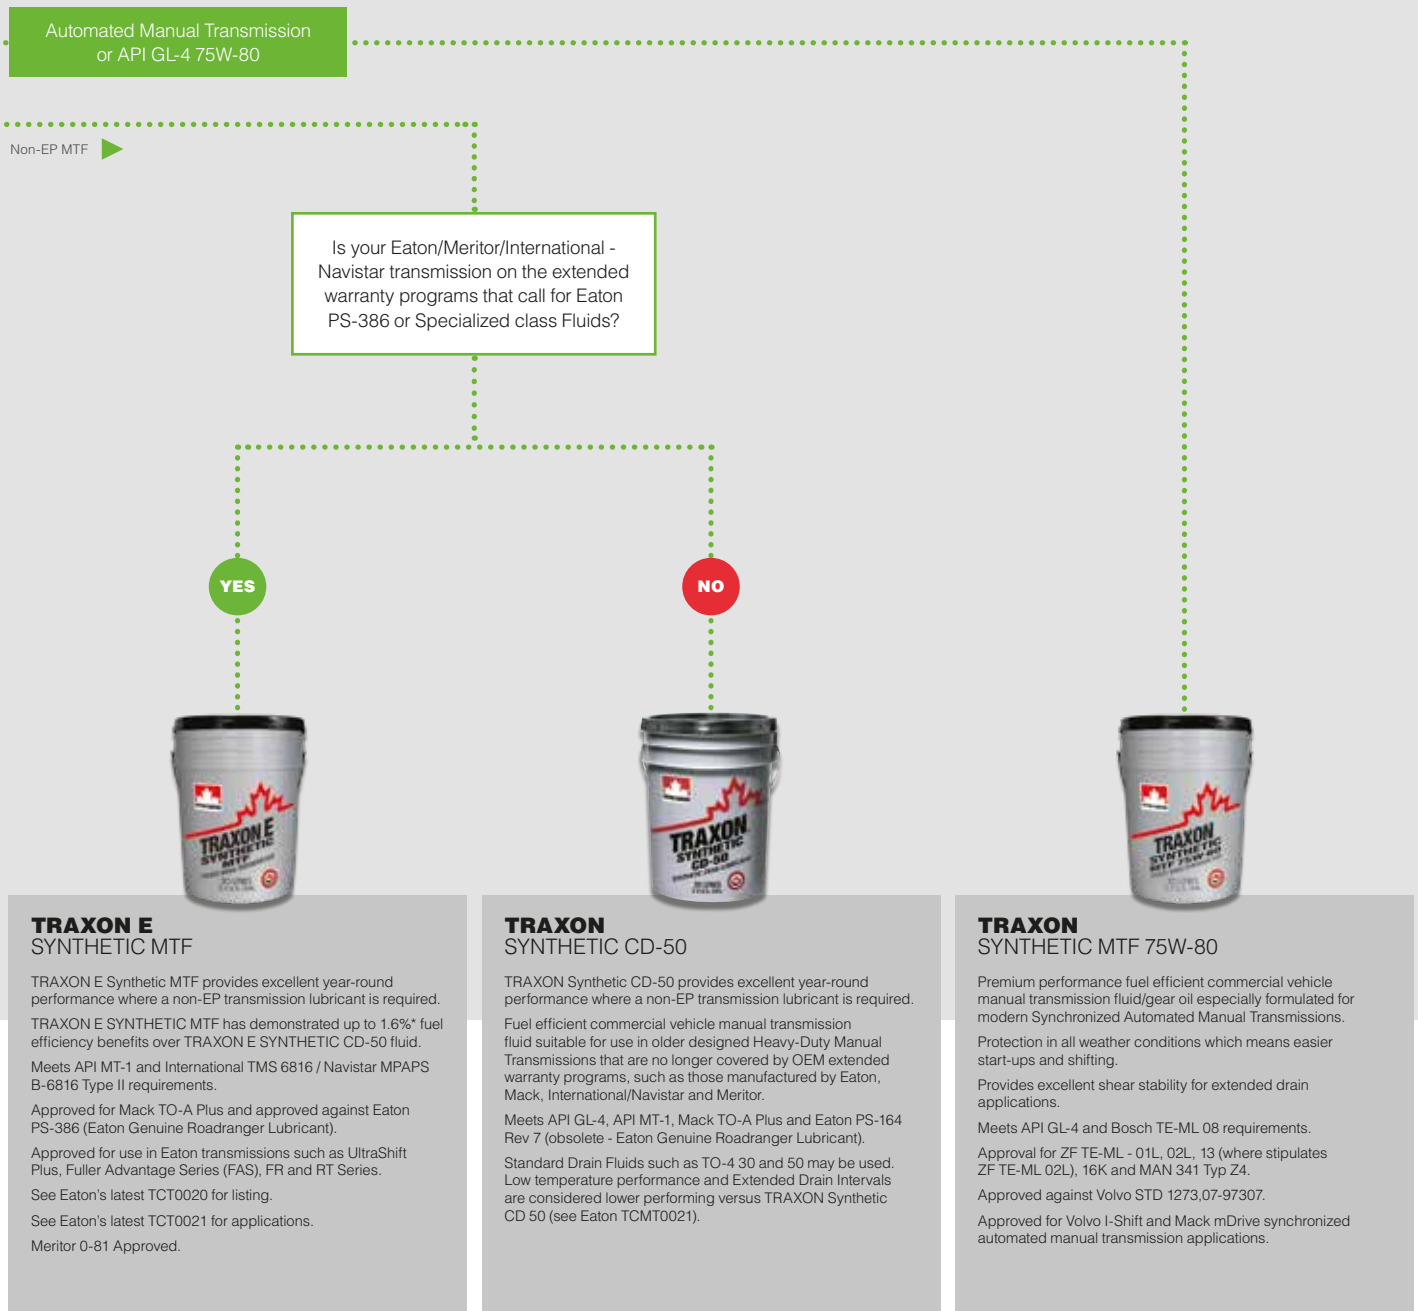 Automated Manual Transmission
or API GL-4 75W-80
Non-EP MTF
Is your Eaton/Meritor/International -
Navistar transmission on the extended
warranty programs that call for Eaton
PS-386 or Specialized class Fluids?
YES
NO
TRAXON E
SYNTHETIC
MTF
TRAXON
SYNTHETIC
CD-50
TRAXON
SYNTHETIC
MTF 75W-80
TRAXON E
SYNTHETIC MTF
TRAXON E Synthetic MTF provides excellent year-round
performance where a non-EP transmission lubricant is required.
TRAXON E SYNTHETIC MTF has demonstrated up to 1.6%* fuel
efficiency benefits over TRAXON E SYNTHETIC CD-50 fluid.
Meets API MT-1 and International TMS 6816 / Navistar MPAPS
B-6816 Type II requirements.
Approved for Mack TO-A Plus and approved against Eaton
PS-386 (Eaton Genuine Roadranger Lubricant).
Approved for use in Eaton transmissions such as UltraShift
Plus, Fuller Advantage Series (FAS), FR and RT Series.
See Eaton's latest TCT0020 for listing.
See Eaton's latest TCT0021 for applications.
Meritor 0-81 Approved.
TRAXON
SYNTHETIC CD-50
TRAXON Synthetic CD-50 provides excellent year-round
performance where a non-EP transmission lubricant is required.
Fuel efficient commercial vehicle manual transmission
fluid suitable for use in older designed Heavy-Duty Manual
Transmissions that are no longer covered by OEM extended
warranty programs, such as those manufactured by Eaton,
Mack, International/Navistar and Meritor.
Meets API GL-4, API MT-1, Mack TO-A Plus and Eaton PS-164
Rev 7 (obsolete - Eaton Genuine Roadranger Lubricant).
Standard Drain Fluids such as TO-4 30 and 50 may be used.
Low temperature performance and Extended Drain Intervals
are considered lower performing versus TRAXON Synthetic
CD 50 (see Eaton TCMT0021).
TRAXON
SYNTHETIC MTF 75W-80
Premium performance fuel efficient commercial vehicle
manual transmission fluid/gear oil especially formulated for
modern Synchronized Automated Manual Transmissions.
Protection in all weather conditions which means easier
start-ups and shifting.
Provides excellent shear stability for extended drain
applications.
Meets API GL-4 and Bosch TE-ML 08 requirements.
Approval for ZF TE-ML - 01L, 02L, 13 (where stipulates
ZF TE-ML 02L), 16K and MAN 341 Typ Z4.
Approved against Volvo STD 1273,07-97307.
Approved for Volvo I-Shift and Mack mDrive synchronized
automated manual transmission applications.